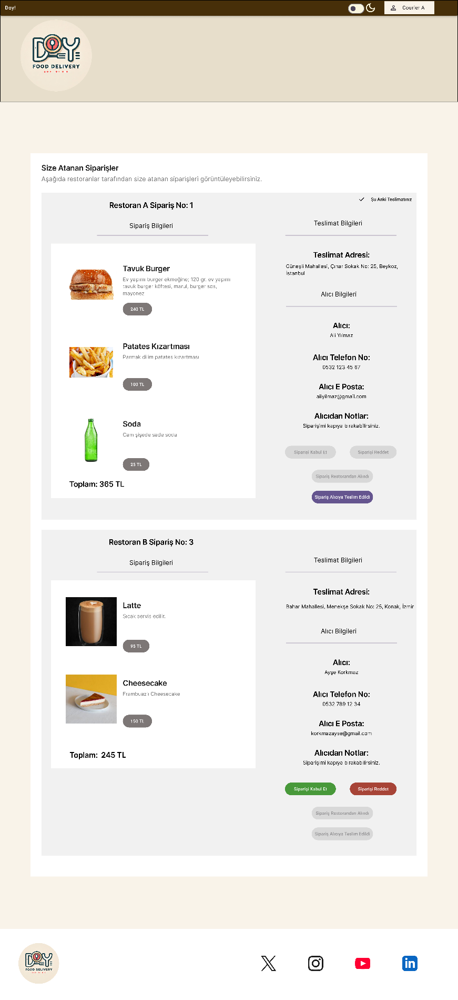 Doy!
Courier A
DOY
FOOD DELIVERY
Size Atanan Siparişler
Aşağıda restoranlar tarafından size atanan siparişleri görüntüleyebilirsiniz.
Şu Anki Teslimatınız
Restoran A Sipariş No: 1
Sipariş Bilgileri
Tavuk Burger
Ev yapımı burger ekmeğine; 120 gr. ev yapımı
tavuk burger köftesi, marul, burger sos,
mayonez
240 TL
Patates Kızartması
Parmak dilim patates kızartması
100 TL
Soda
Cam şişede sade soda
25 TL
Toplam: 365 TL
Teslimat Bilgileri
Teslimat Adresi:
Güneşli Mahallesi, Çınar Sokak No: 25, Beykoz,
İstanbul
Alıcı Bilgileri
Alıcı:
Ali Yılmaz
Alıcı Telefon No:
0532 123 45 67
Alıcı E Posta:
aliyilmaz@gmail.com
Alıcıdan Notlar:
Siparişimi kapıya bırakabilirsiniz.
Siparişi Kabul Et
Siparişi Reddet
Sipariş Restorandan Alındı
Sipariş Alıcıya Teslim Edildi
Restoran B Sipariş No: 3
Sipariş Bilgileri
Latte
Sıcak servis edilir.
95 TL
Cheesecake
Frambuazlı Cheesecake
150 TL
Toplam: 245 TL
Teslimat Bilgileri
Teslimat Adresi:
Bahar Mahallesi, Menekşe Sokak No: 25, Konak, İzmir
Alıcı Bilgileri
Alıcı:
Ayşe Korkmaz
Alıcı Telefon No:
0532 789 12 34
Alıcı E Posta:
korkmazayse@gmail.com
Alıcıdan Notlar:
Siparişimi kapıya bırakabilirsiniz.
Siparişi Kabul Et
Siparişi Reddet
Sipariş Restorandan Alındı
Sipariş Alıcıya Teslim Edildi
DOY
FOOD DELIVERY
in